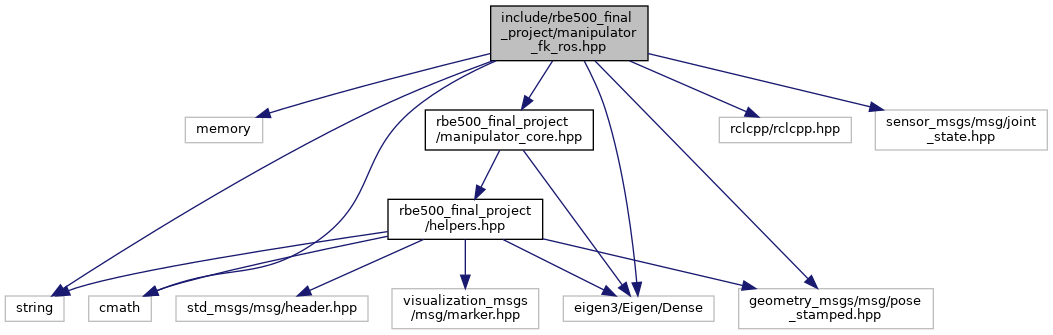 include/rbe500_final
_project/manipulator
_fk_ros.hpp
memory
rbe500_final_project
/manipulator_core.hpp
rclcpp/rclcpp.hpp
sensor_msgs/msg/joint
_state.hpp
rbe500_final_project
/helpers.hpp
string
cmath
std_msgs/msg/header.hpp
visualization_msgs
/msg/marker.hpp
eigen3/Eigen/Dense
geometry_msgs/msg/pose
_stamped.hpp